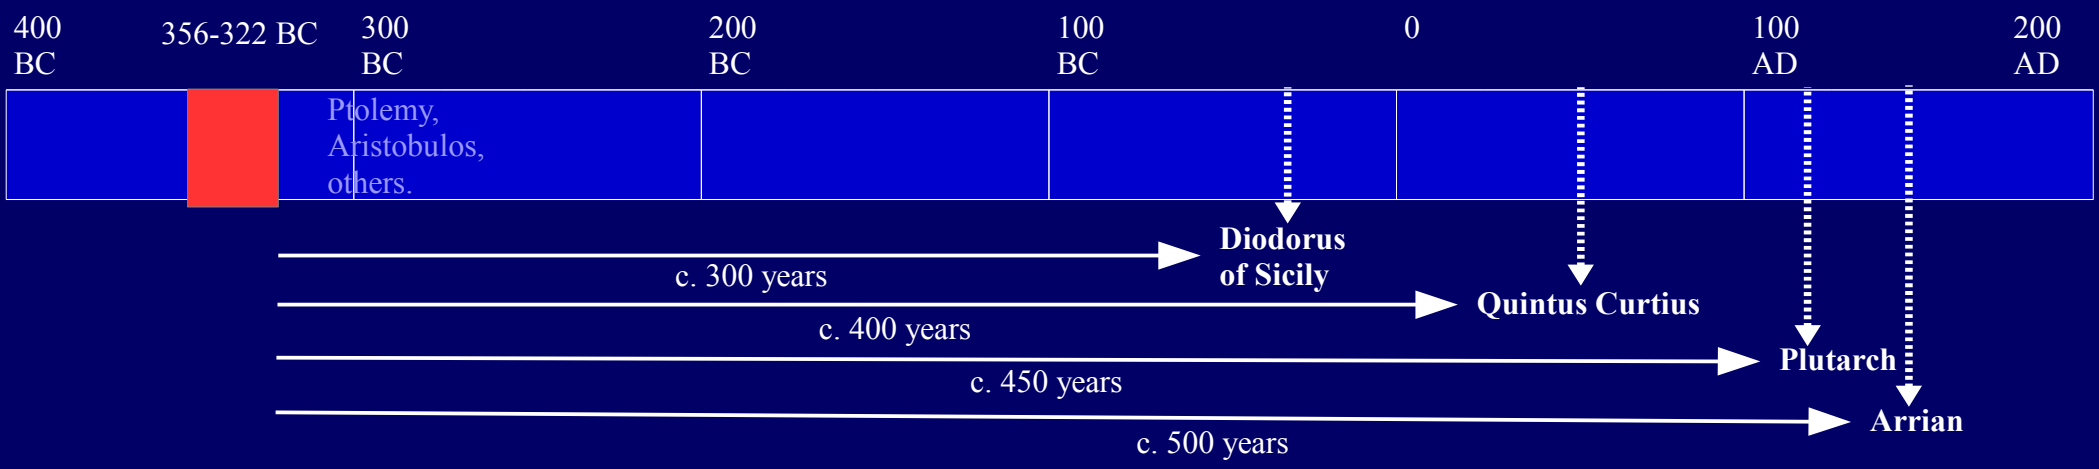 400
BC
356-322 BC
300
BC
200
BC
100
BC
0
100
AD
200
AD
Ptolemy,
Aristobulos,
others.
Diodorus
of Sicily
c. 300 years
Quintus Curtius
c. 400 years
Plutarch
c. 450 years
Arrian
c. 500 years